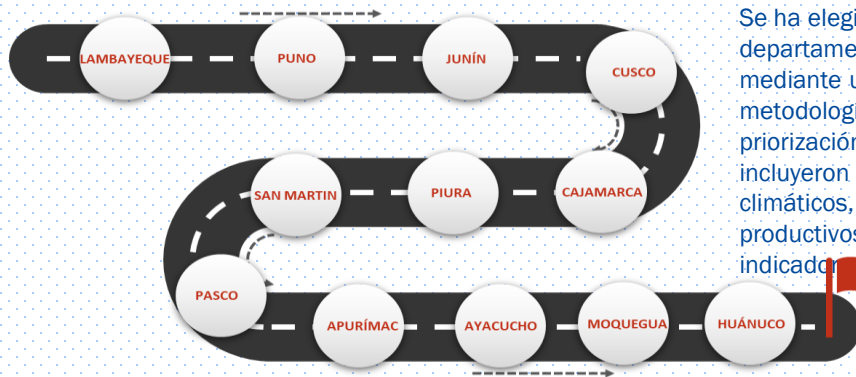 LAMBAYEQUE
PUNO
JUNÍN
CUSCO
CAJAMARCA
PIURA
SAN MARTIN
PASCO
APURÍMAC
AYACUCHO
MOQUEGUA
HUÁNUCO
Se ha
mediante
incluyeron
climáticos,